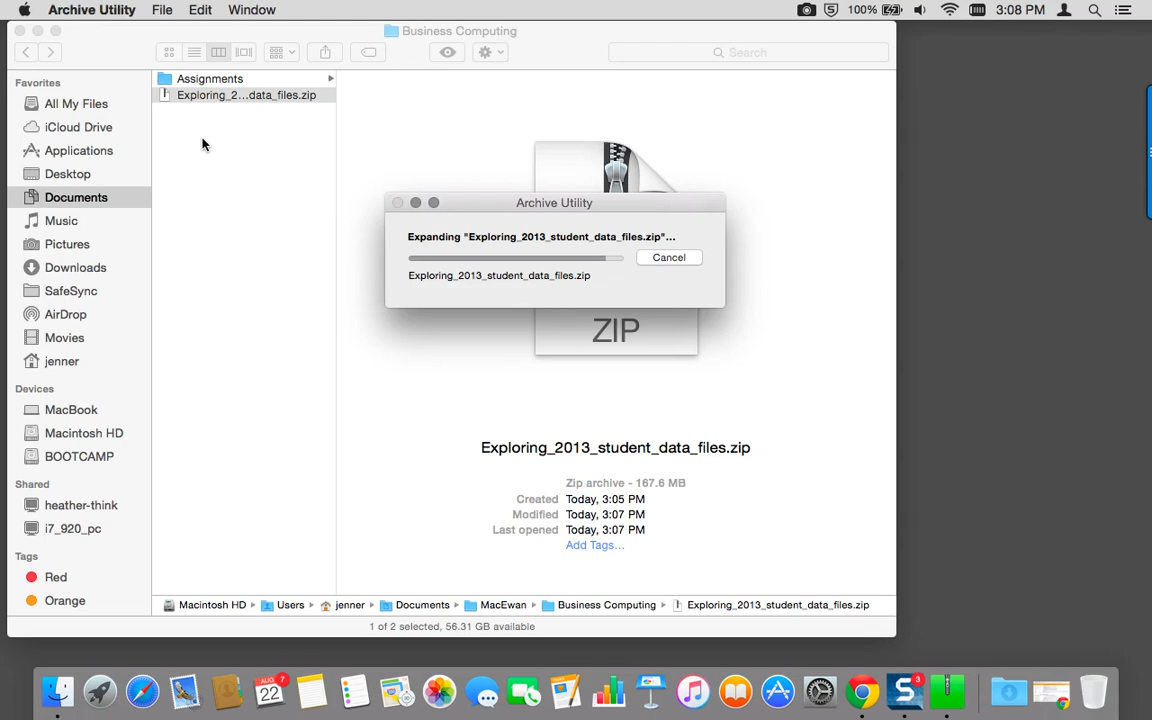 Archive Utility File Edit Window 100% 3:08 PM
Business Computing
Search
Favorites
All My Files
iCloud Drive
Applications
Desktop
Documents
Music
Pictures
Downloads
SafeSync
AirDrop
Movies
jenner
Devices
MacBook
Macintosh HD
BOOTCAMP
Shared
heather-think
i7_920_pc
Tags
Red
Orange
Assignments
Exploring_2...data_files.zip
Archive Utility
Expanding "Exploring_2013_student_data_files.zip"...
Cancel
Exploring_2013_student_data_files.zip
ZIP
Exploring_2013_student_data_files.zip
Zip archive - 167.6 MB
Created Today, 3:05 PM
Modified Today, 3:07 PM
Last opened Today, 3:07 PM
Add Tags...
Macintosh HD Users jenner Documents MacEwan Business Computing Exploring_2013_student_data_files.zip
1 of 2 selected, 56.31 GB available
AUG 7
22
S 3